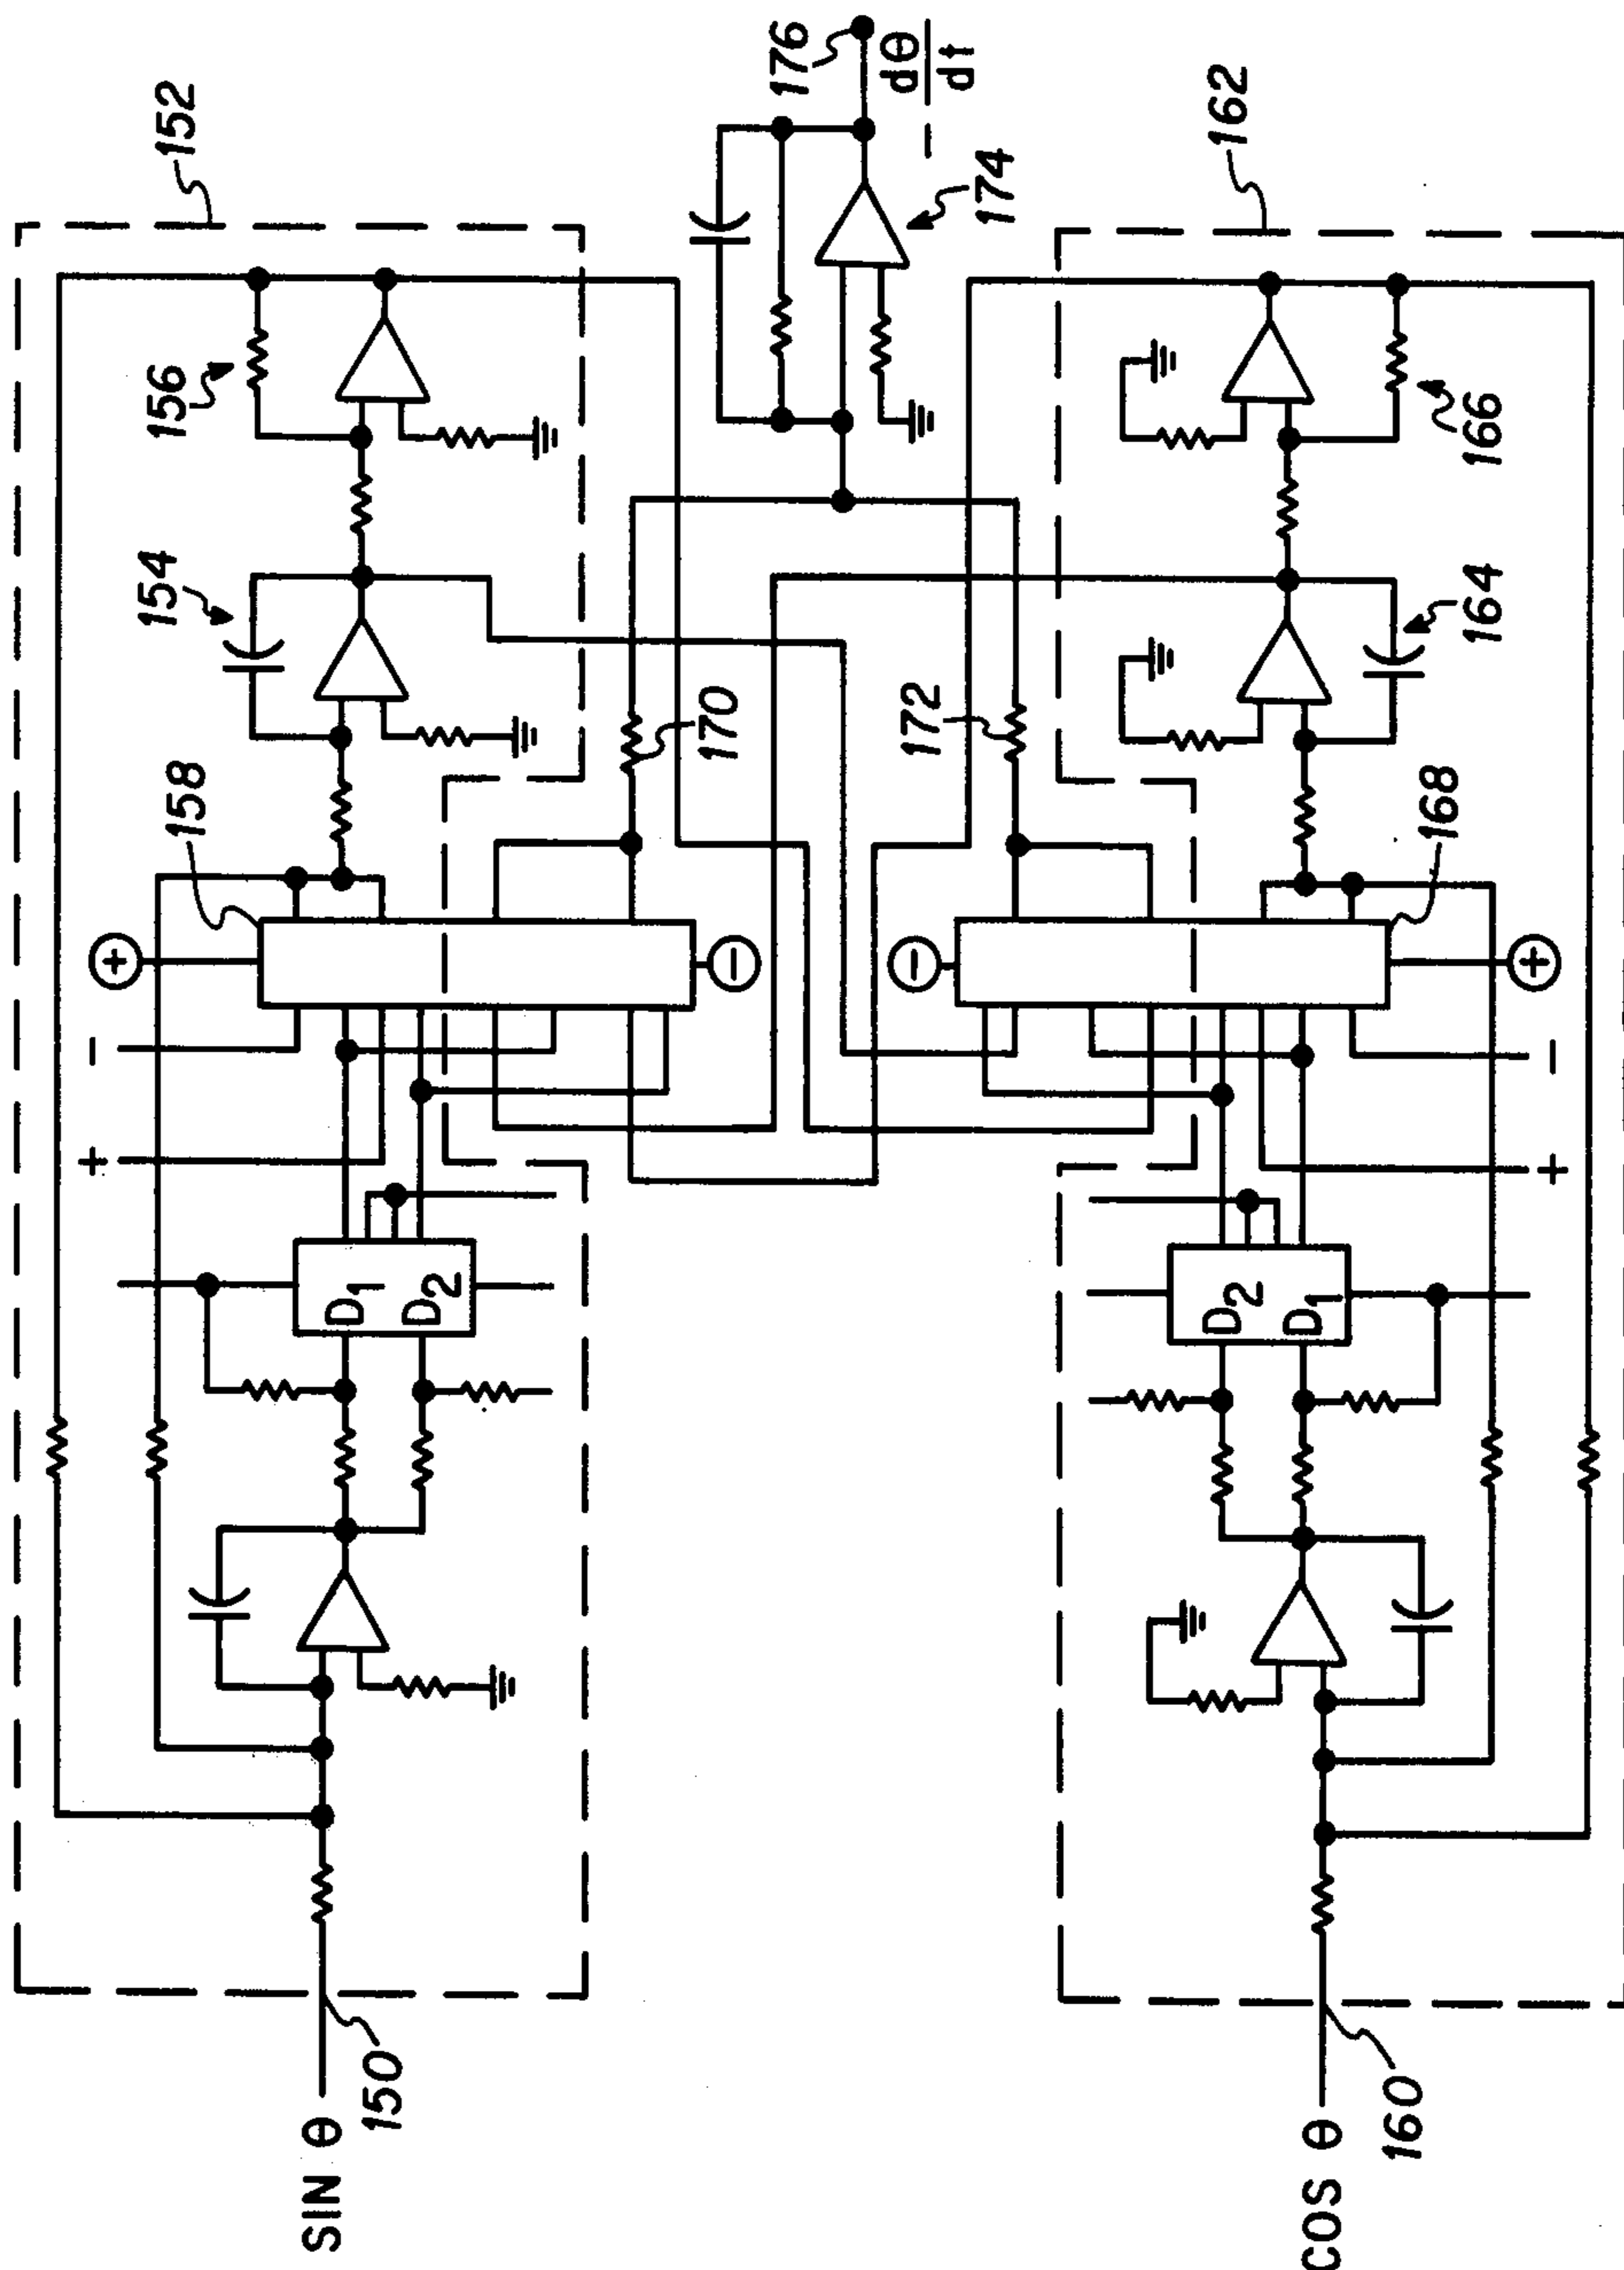 152
156
154
158
+
−
+
D1
D2
−
SIN θ
150
176
− dθ
dt
174
170
172
162
166
164
168
−
+
−
+
D2
D1
COS θ
160